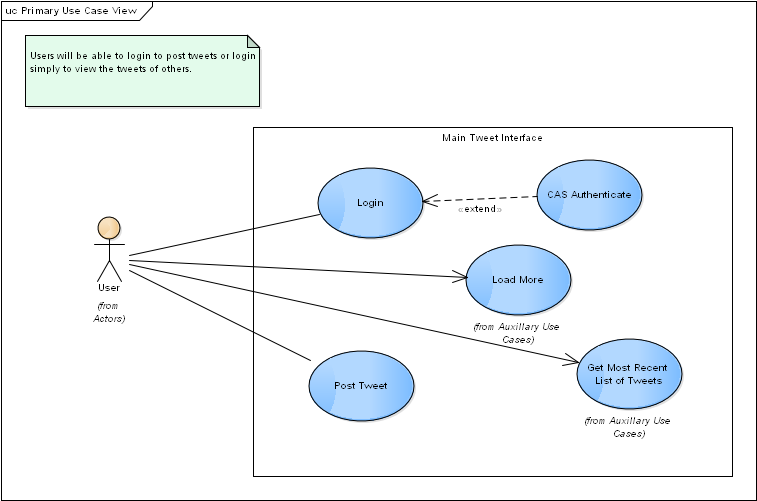 uc Primary Use Case View
Users will be able to login to post tweets or login
simply to view the tweets of others.
Main Tweet Interface
Login
CAS Authenticate
«extend»
Load More
(from Auxillary Use
Cases)
User
(from
Actors)
Get Most Recent
List of Tweets
(from Auxillary Use
Cases)
Post Tweet